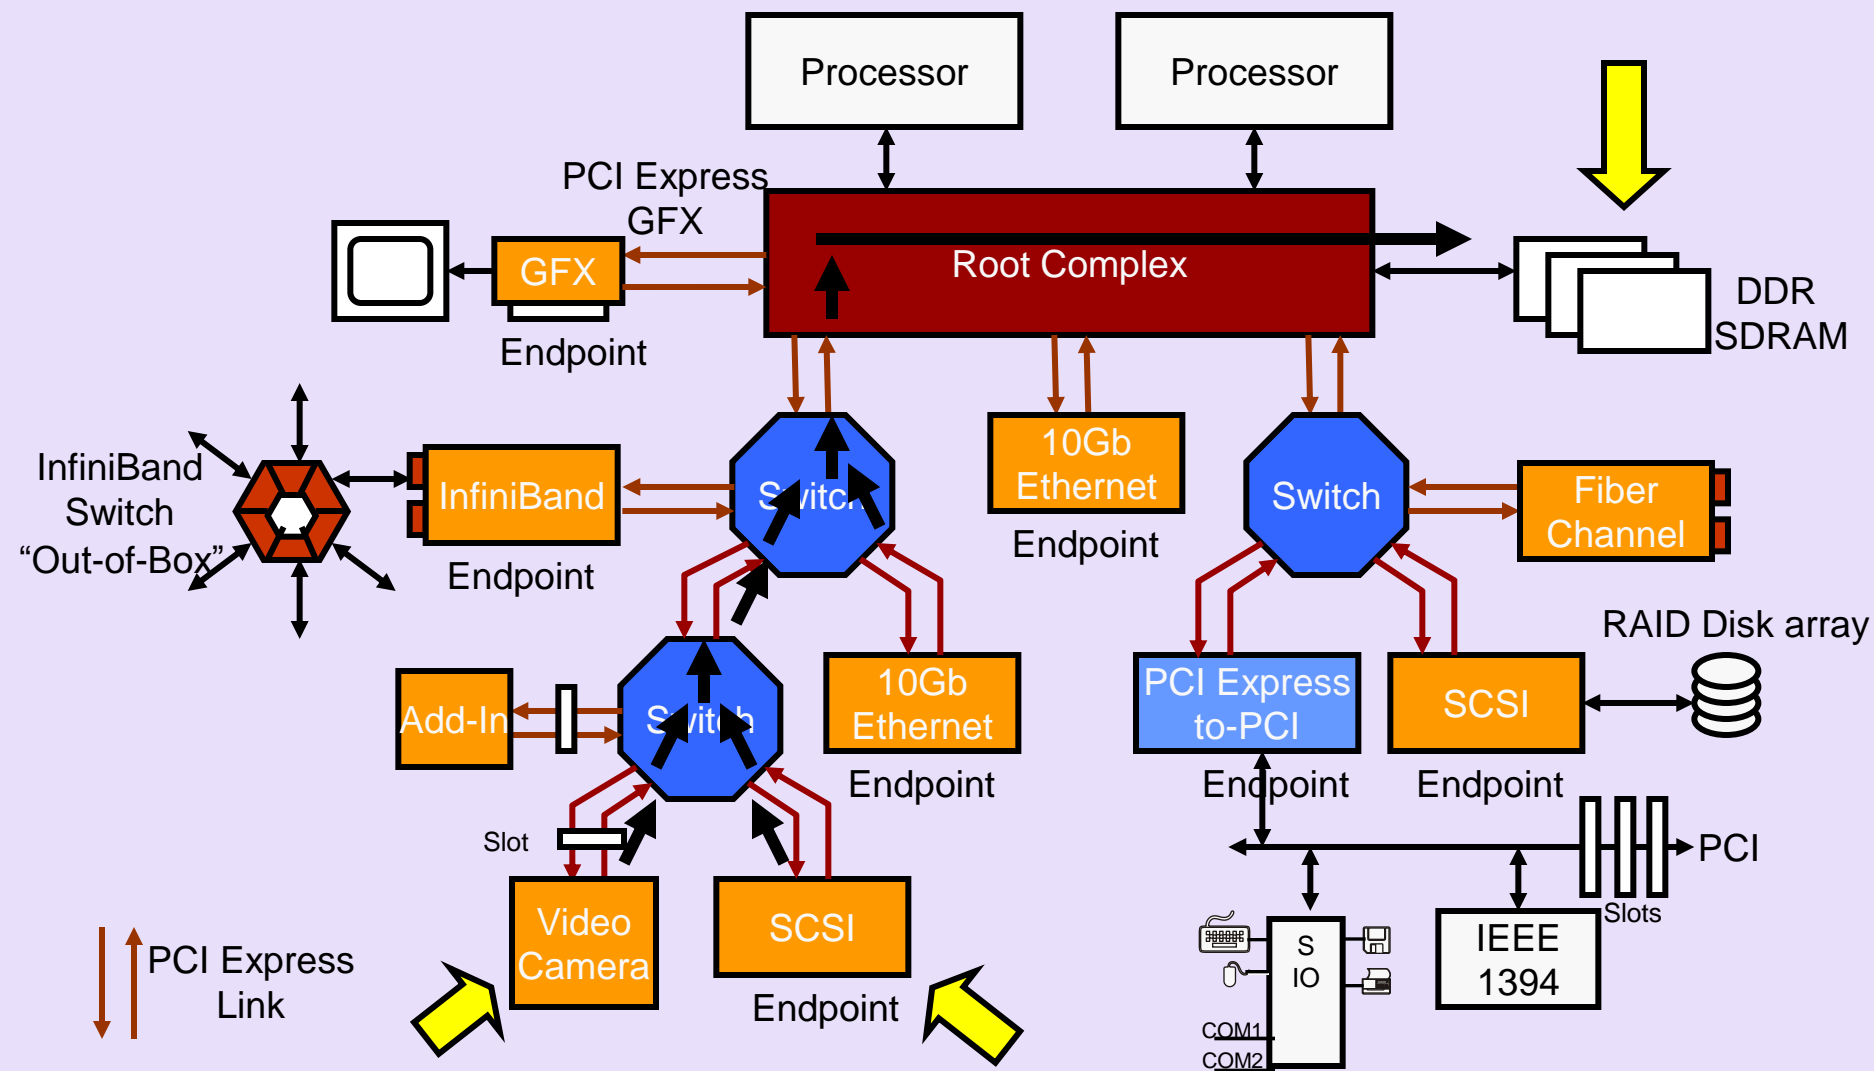 Processor
Processor
PCI Express
GFX
GFX
Root Complex
DDR
SDRAM
Endpoint
InfiniBand
Switch
“Out-of-Box”
InfiniBand
Endpoint
Switch
10Gb
Ethernet
Endpoint
Switch
Fiber
Channel
RAID Disk array
Add-In
Switch
10Gb
Ethernet
Endpoint
PCI Express
to-PCI
Endpoint
SCSI
Endpoint
Slot
PCI
Slots
Video
Camera
SCSI
Endpoint
PCI Express
Link
S
IO
COM1
COM2
IEEE
1394